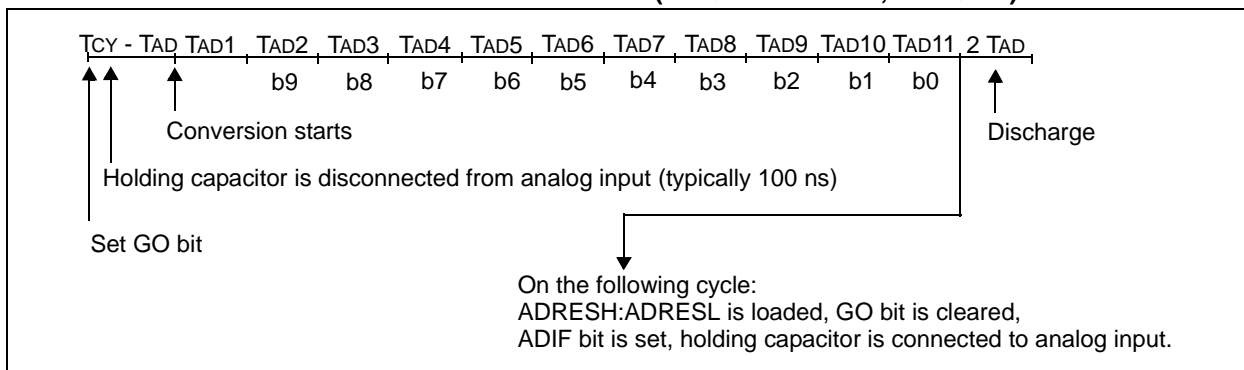 TCY - TAD TAD1 TAD2 TAD3 TAD4 TAD5 TAD6 TAD7 TAD8 TAD9 TAD10 TAD11 2 TAD
b9 b8 b7 b6 b5 b4 b3 b2 b1 b0
Conversion starts
Discharge
Holding capacitor is disconnected from analog input (typically 100 ns)
Set GO bit
On the following cycle:
ADRESH:ADRESL is loaded, GO bit is cleared,
ADIF bit is set, holding capacitor is connected to analog input.